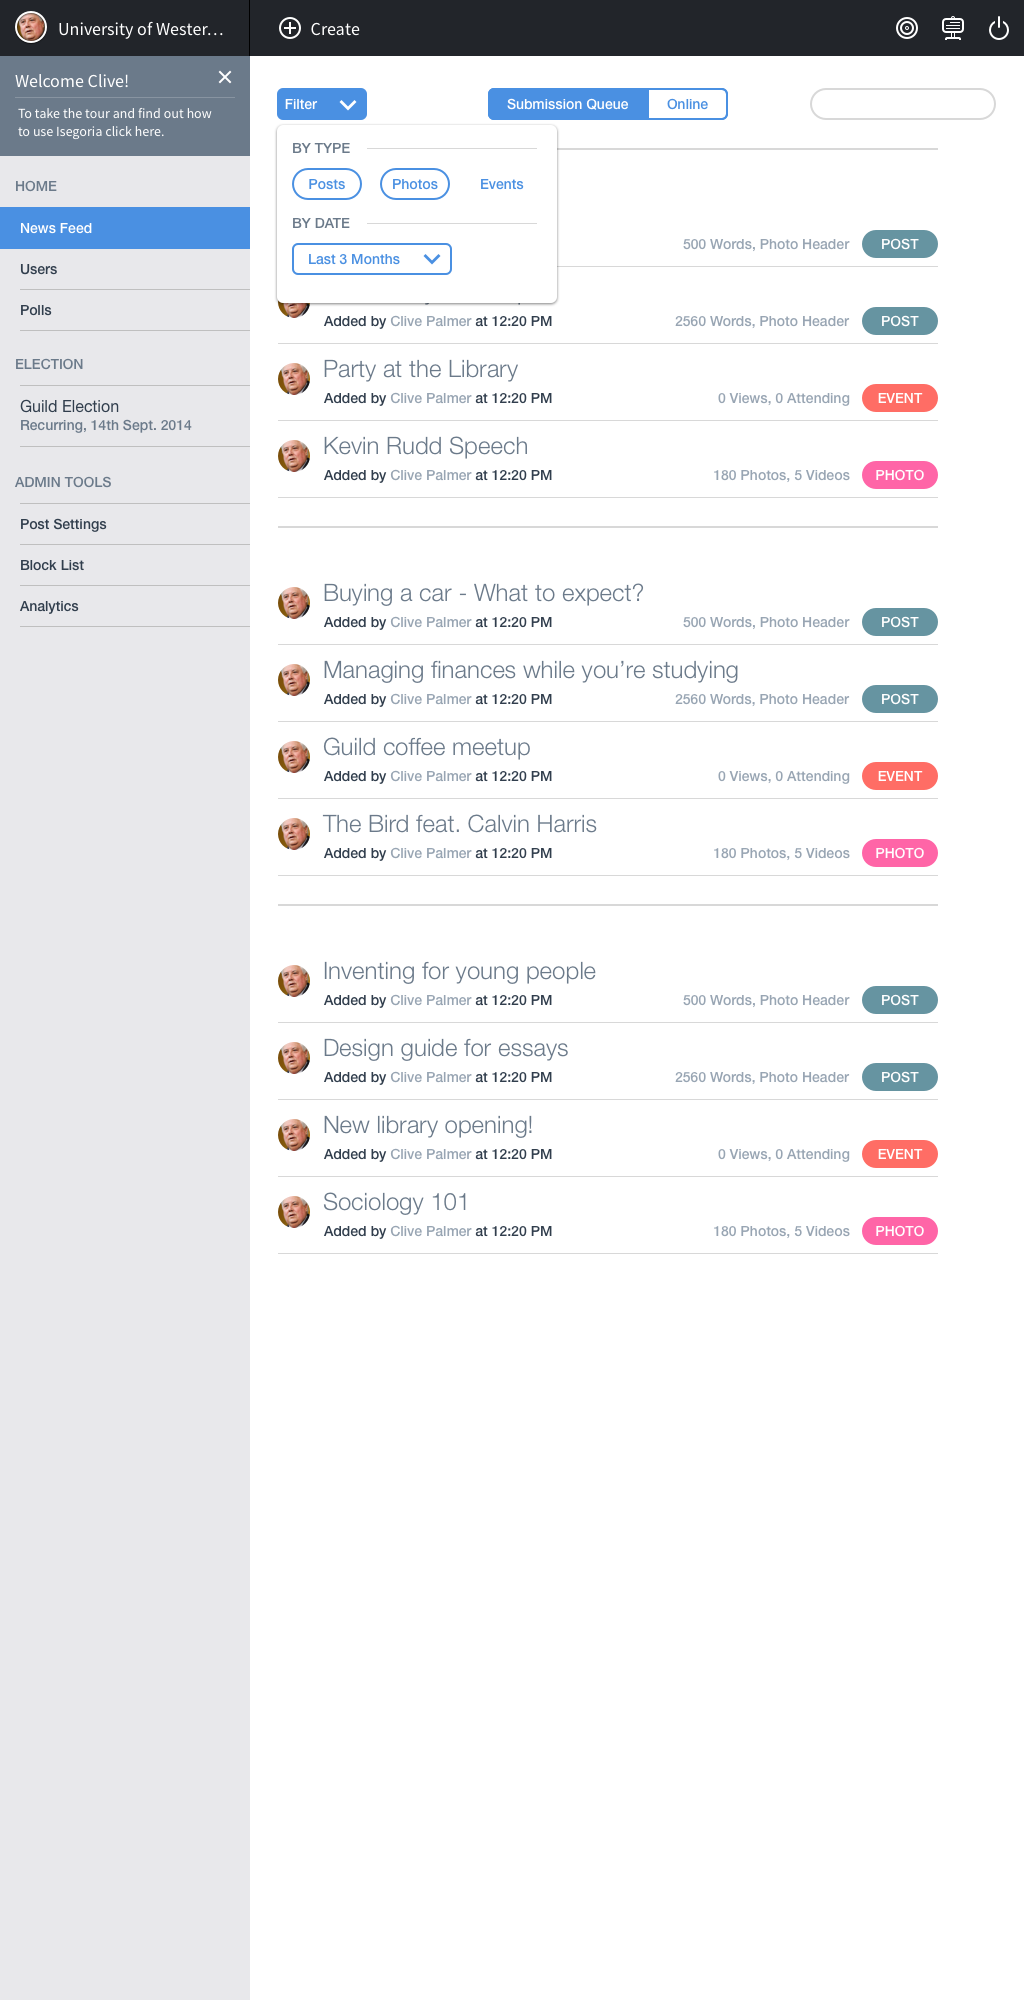 University of Wester...
Create
Welcome Clive!
To take the tour and find out how
to use Isegoria click here.
HOME
News Feed
Users
Polls
ELECTION
Guild Election
Recurring, 14th Sept. 2014
ADMIN TOOLS
Post Settings
Block List
Analytics
Filter
Submission Queue
Online
BY TYPE
Posts
Photos
Events
BY DATE
Last 3 Months
500 Words, Photo Header
POST
Added by Clive Palmer at 12:20 PM
2560 Words, Photo Header
POST
Party at the Library
Added by Clive Palmer at 12:20 PM
0 Views, 0 Attending
EVENT
Kevin Rudd Speech
Added by Clive Palmer at 12:20 PM
180 Photos, 5 Videos
PHOTO
Buying a car - What to expect?
Added by Clive Palmer at 12:20 PM
500 Words, Photo Header
POST
Managing finances while you’re studying
Added by Clive Palmer at 12:20 PM
2560 Words, Photo Header
POST
Guild coffee meetup
Added by Clive Palmer at 12:20 PM
0 Views, 0 Attending
EVENT
The Bird feat. Calvin Harris
Added by Clive Palmer at 12:20 PM
180 Photos, 5 Videos
PHOTO
Inventing for young people
Added by Clive Palmer at 12:20 PM
500 Words, Photo Header
POST
Design guide for essays
Added by Clive Palmer at 12:20 PM
2560 Words, Photo Header
POST
New library opening!
Added by Clive Palmer at 12:20 PM
0 Views, 0 Attending
EVENT
Sociology 101
Added by Clive Palmer at 12:20 PM
180 Photos, 5 Videos
PHOTO